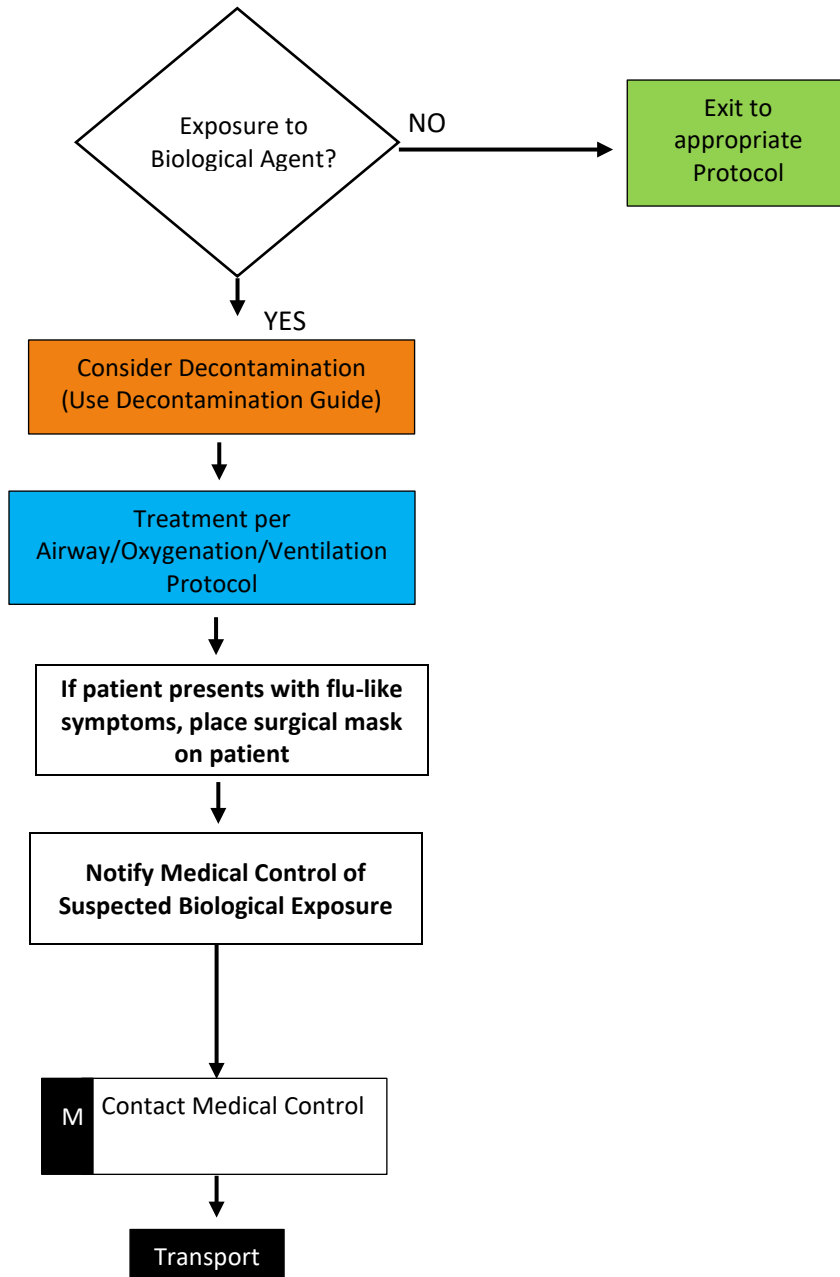 Exposure to
Biological Agent?
NO
Exit to
appropriate
Protocol
YES
Consider Decontamination
(Use Decontamination Guide)
Treatment per
Airway/Oxygenation/Ventilation
Protocol
If patient presents with flu-like
symptoms, place surgical mask
on patient
Notify Medical Control of
Suspected Biological Exposure
M Contact Medical Control
Transport